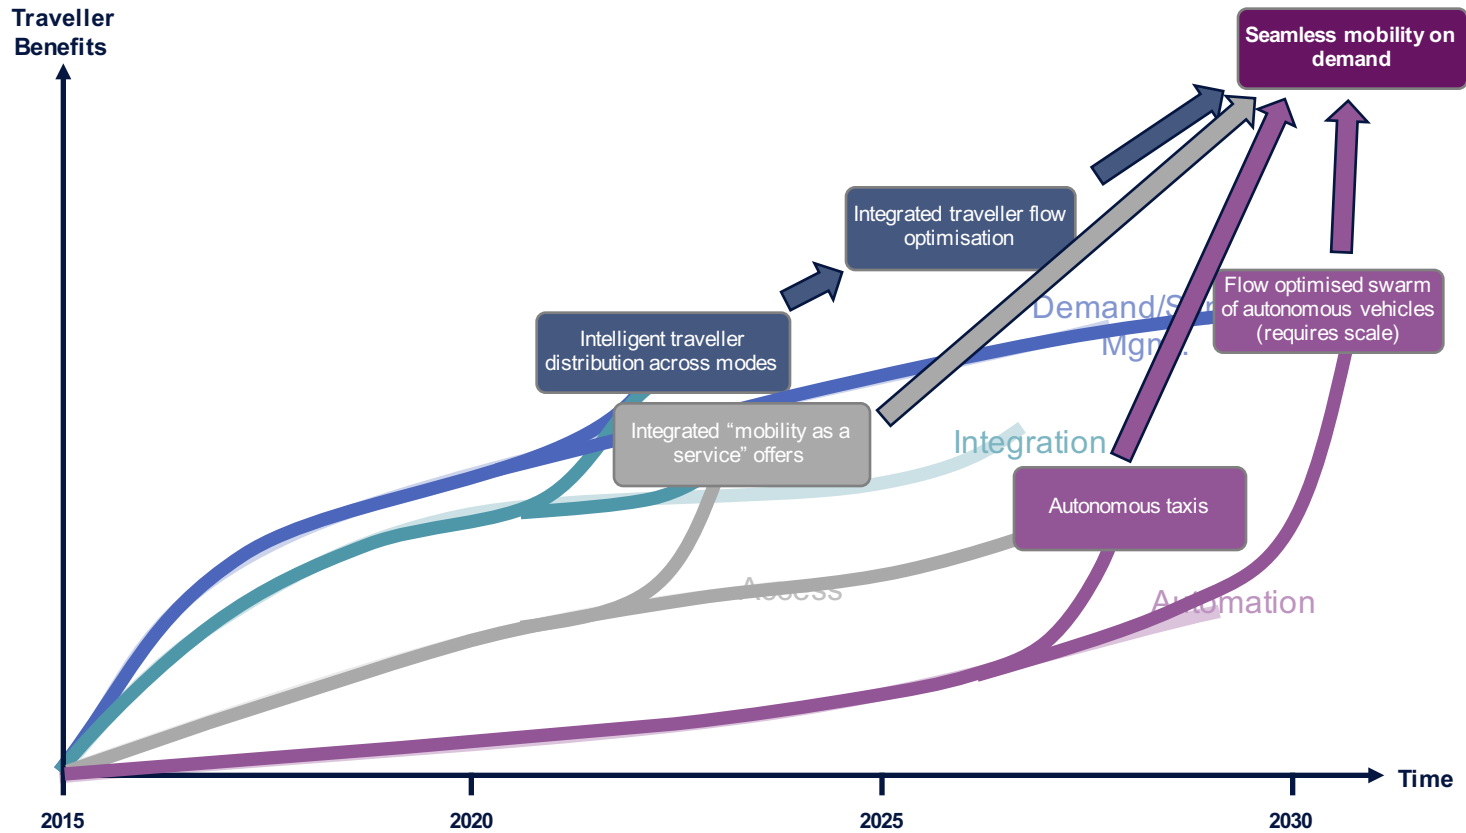 Traveller
Benefits
Seamless mobility on
demand
Integrated traveller flow
optimisation
Flow optimised swarm
of autonomous vehicles
(requires scale)
Demand/
Mgm.
Intelligent traveller
distribution across modes
Integrated “mobility as a
service” offers
Integration
Autonomous taxis
Access
Automation
Time
2015
2020
2025
2030